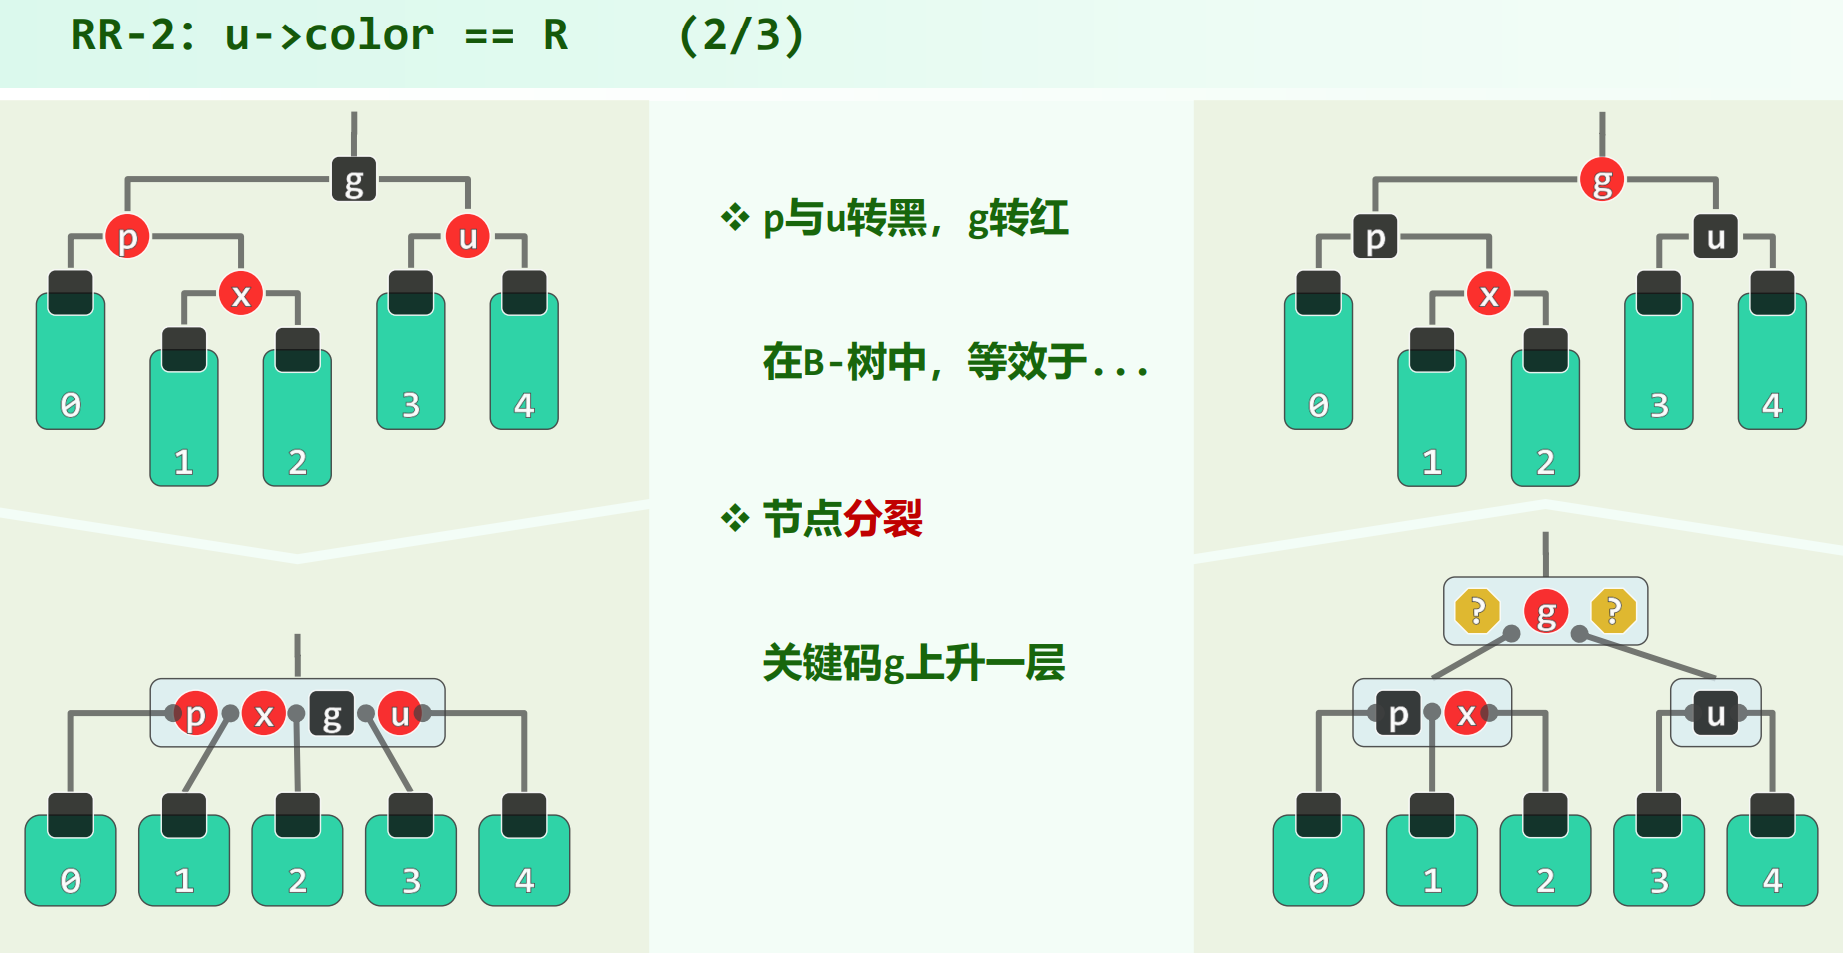 RR-2: u->color == R (2/3)
g
p
u
x
0
3
4
1
2
p x g u
0 1 2 3 4
❖ p与u转黑，g转红
在B-树中，等效于...
❖ 节点分裂
关键码g上升一层
g
p
u
x
0
3
4
1
2
? g ?
p x
u
0 1 2 3 4